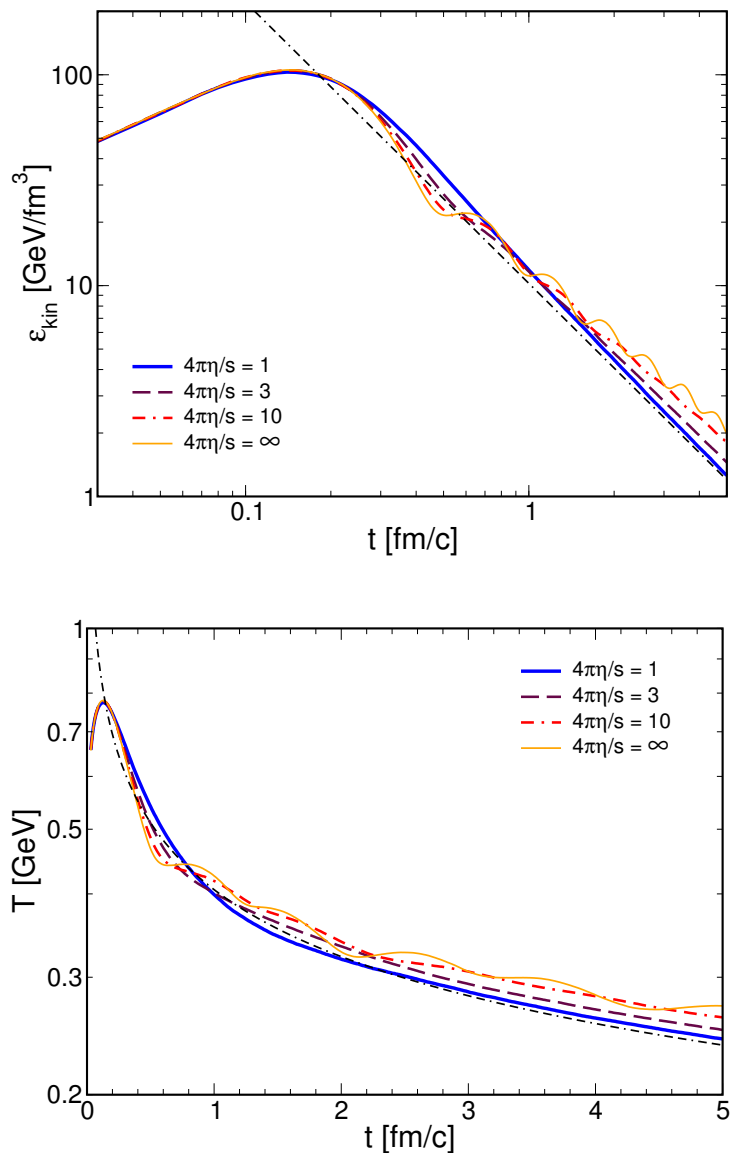 100
10
1
ε_kin [GeV/fm^3]
4πη/s = 1
4πη/s = 3
4πη/s = 10
4πη/s = ∞
0.1
1
t [fm/c]
1
0.7
0.5
0.3
0.2
T [GeV]
4πη/s = 1
4πη/s = 3
4πη/s = 10
4πη/s = ∞
0
1
2
3
4
5
t [fm/c]